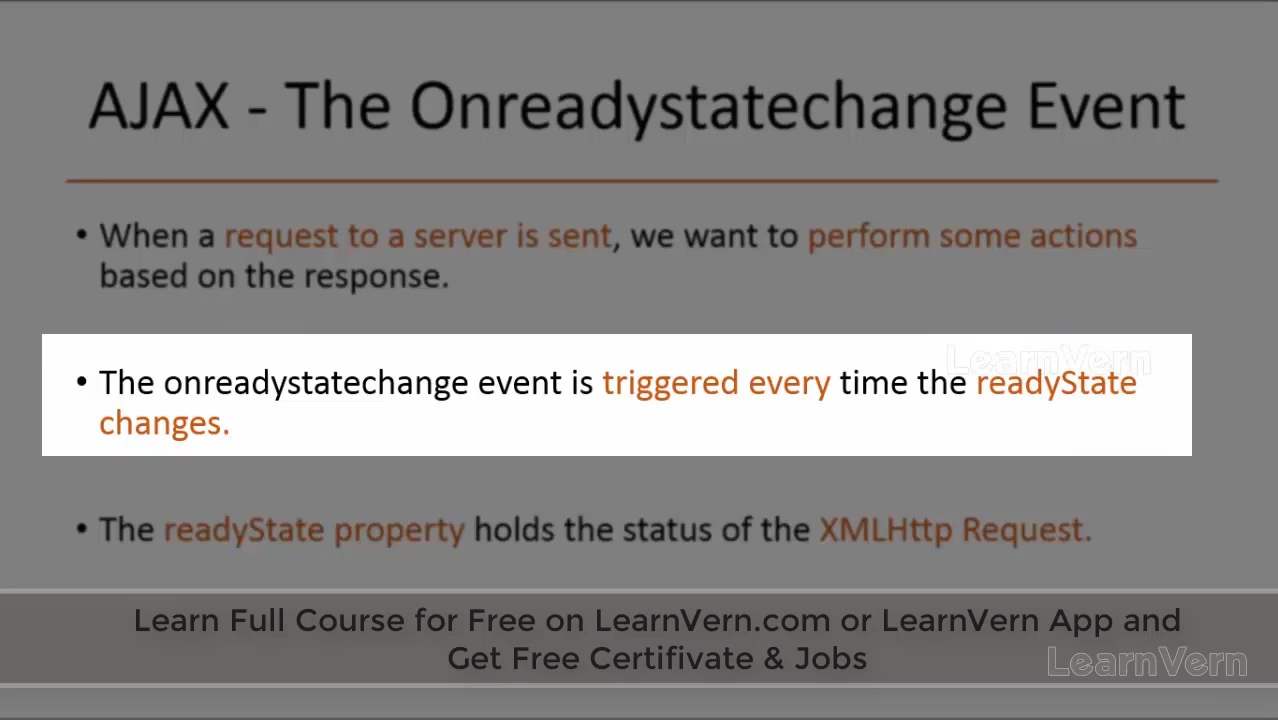 AJAX - The Onreadystatechange Event
• When a request to a server is sent, we want to perform some actions
based on the response.
LearnVern
• The onreadystatechange event is triggered every time the readyState
changes.
• The readyState property holds the status of the XMLHttp Request.
Learn Full Course for Free on LearnVern.com or LearnVern App and
Get Free Certifivate & Jobs
LearnVern